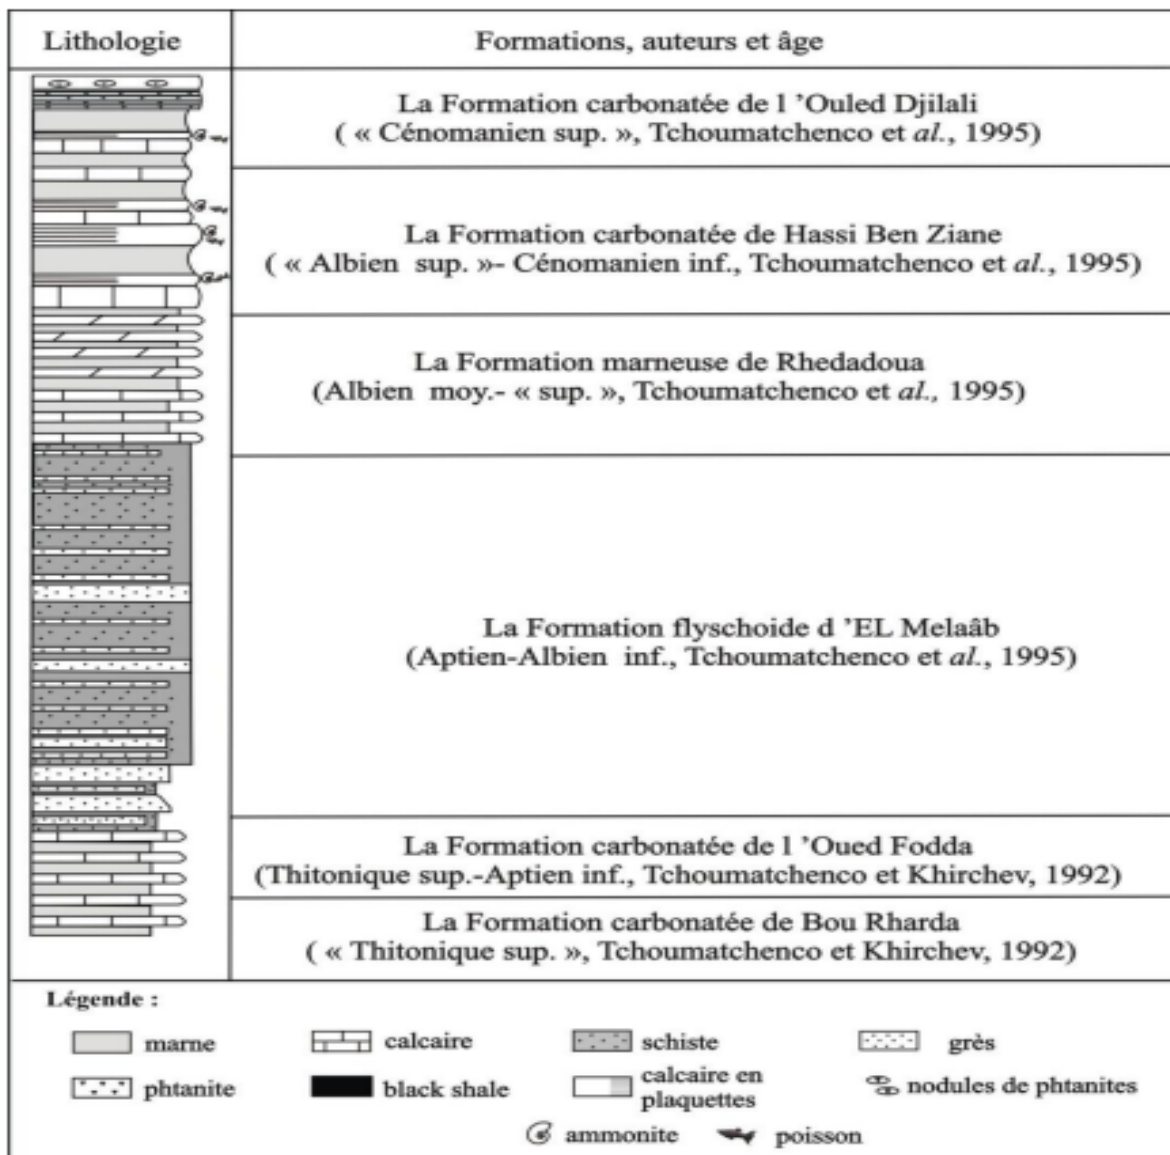 Lithologie
Formations, auteurs et âge
La Formation carbonatée de l ’Ouled Djilali
( « Cénomanien sup. », Tchoumatchenco et al., 1995)
La Formation carbonatée de Hassi Ben Ziane
( « Albien sup. »- Cénomanien inf., Tchoumatchenco et al., 1995)
La Formation marneuse de Rhedadoua
(Albien moy.- « sup. », Tchoumatchenco et al., 1995)
La Formation flyschoide d ’EL Melaâb
(Aptien-Albien inf., Tchoumatchenco et al., 1995)
La Formation carbonatée de l ’Oued Fodda
(Thitonique sup.-Aptien inf., Tchoumatchenco et Khirchev, 1992)
La Formation carbonatée de Bou Rharda
( « Thitonique sup. », Tchoumatchenco et Khirchev, 1992)
Légende :
marne
calcaire
schiste
grès
phtanite
black shale
calcaire en
plaquettes
nodules de phtanites
ammonite
poisson